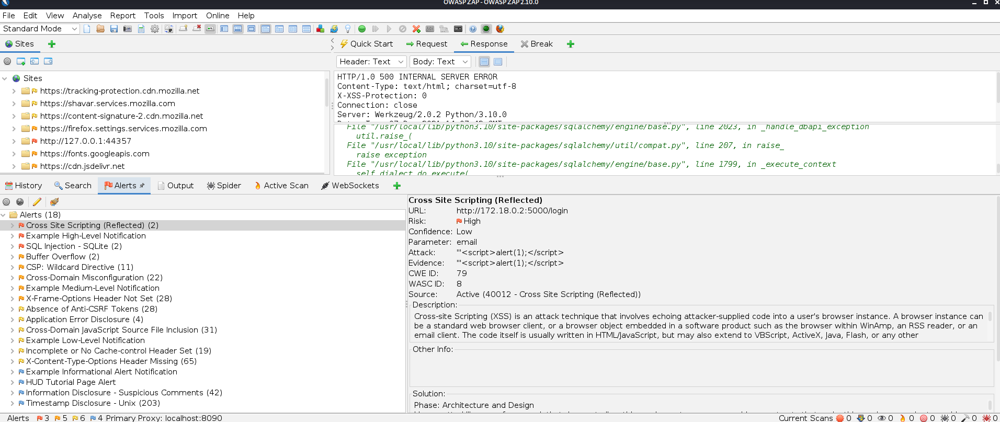 OWASP ZAP - OWASP ZAP 2.10.0
File Edit View Analyse Report Tools Import Online Help
Standard Mode
Sites
Quick Start Request Response Break
Header: Text Body: Text
Sites
https://tracking-protection.cdn.mozilla.net
https://shavar.services.mozilla.com
https://content-signature-2.cdn.mozilla.net
https://firefox.settings.services.mozilla.com
http://127.0.0.1:44357
https://fonts.googleapis.com
https://cdn.jsdelivr.net
HTTP/1.0 500 INTERNAL SERVER ERROR
Content-Type: text/html; charset=utf-8
X-XSS-Protection: 0
Connection: close
Server: Werkzeug/2.0.2 Python/3.10.0
File "/usr/local/lib/python3.10/site-packages/sqlalchemy/engine/base.py", line 2023, in _handle_dbapi_exception
util.raise_(
File "/usr/local/lib/python3.10/site-packages/sqlalchemy/util/compat.py", line 207, in raise_
raise exception
File "/usr/local/lib/python3.10/site-packages/sqlalchemy/engine/base.py", line 1799, in _execute_context
self.dialect.do_execute(
History Search Alerts Output Spider Active Scan WebSockets
Alerts (18)
Cross Site Scripting (Reflected) (2)
Example High-Level Notification
SQL Injection - SQLite (2)
Buffer Overflow (2)
CSP: Wildcard Directive (11)
Cross-Domain Misconfiguration (22)
Example Medium-Level Notification
X-Frame-Options Header Not Set (28)
Absence of Anti-CSRF Tokens (28)
Application Error Disclosure (4)
Cross-Domain JavaScript Source File Inclusion (31)
Example Low-Level Notification
Incomplete or No Cache-control Header Set (19)
X-Content-Type-Options Header Missing (65)
Example Informational Alert Notification
HUD Tutorial Page Alert
Information Disclosure - Suspicious Comments (42)
Timestamp Disclosure - Unix (203)
Cross Site Scripting (Reflected)
URL: http://172.18.0.2:5000/login
Risk: High
Confidence: Low
Parameter: email
Attack: '"<script>alert(1);</script>
Evidence: '"<script>alert(1);</script>
CWE ID: 79
WASC ID: 8
Source: Active (40012 - Cross Site Scripting (Reflected))
Description:
Cross-site Scripting (XSS) is an attack technique that involves echoing attacker-supplied code into a user's browser instance. A browser instance can
be a standard web browser client, or a browser object embedded in a software product such as the browser within WinAmp, an RSS reader, or an
email client. The code itself is usually written in HTML/JavaScript, but may also extend to VBScript, ActiveX, Java, Flash, or any other
Other Info:
Solution:
Phase: Architecture and Design
Alerts 3 5 6 4 Primary Proxy: localhost:8090
Current Scans 0 0 0 0 0 0 0 0